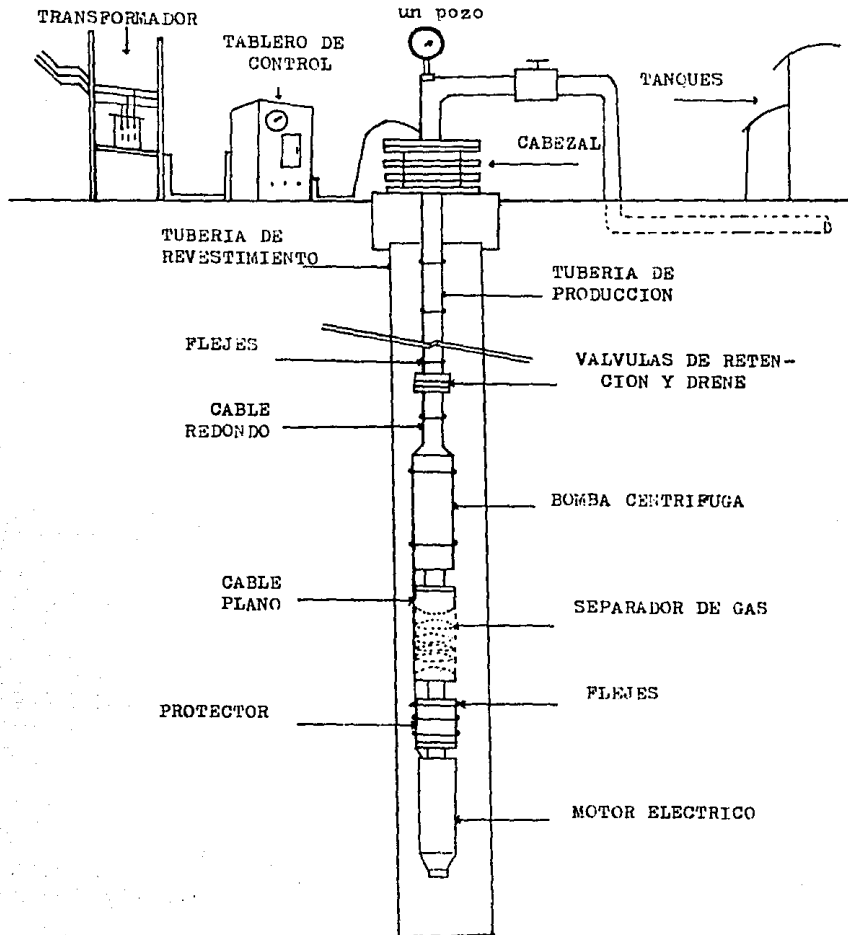 un pozo
TRANSFORMADOR
TABLERO DE
CONTROL
TANQUES
CABEZAL
TUBERIA DE
REVESTIMIENTO
TUBERIA DE
PRODUCCION
FLEJES
VALVULAS DE RETEN-
CION Y DRENE
CABLE
REDONDO
BOMBA CENTRIFUGA
CABLE
PLANO
SEPARADOR DE GAS
FLEJES
PROTECTOR
MOTOR ELECTRICO